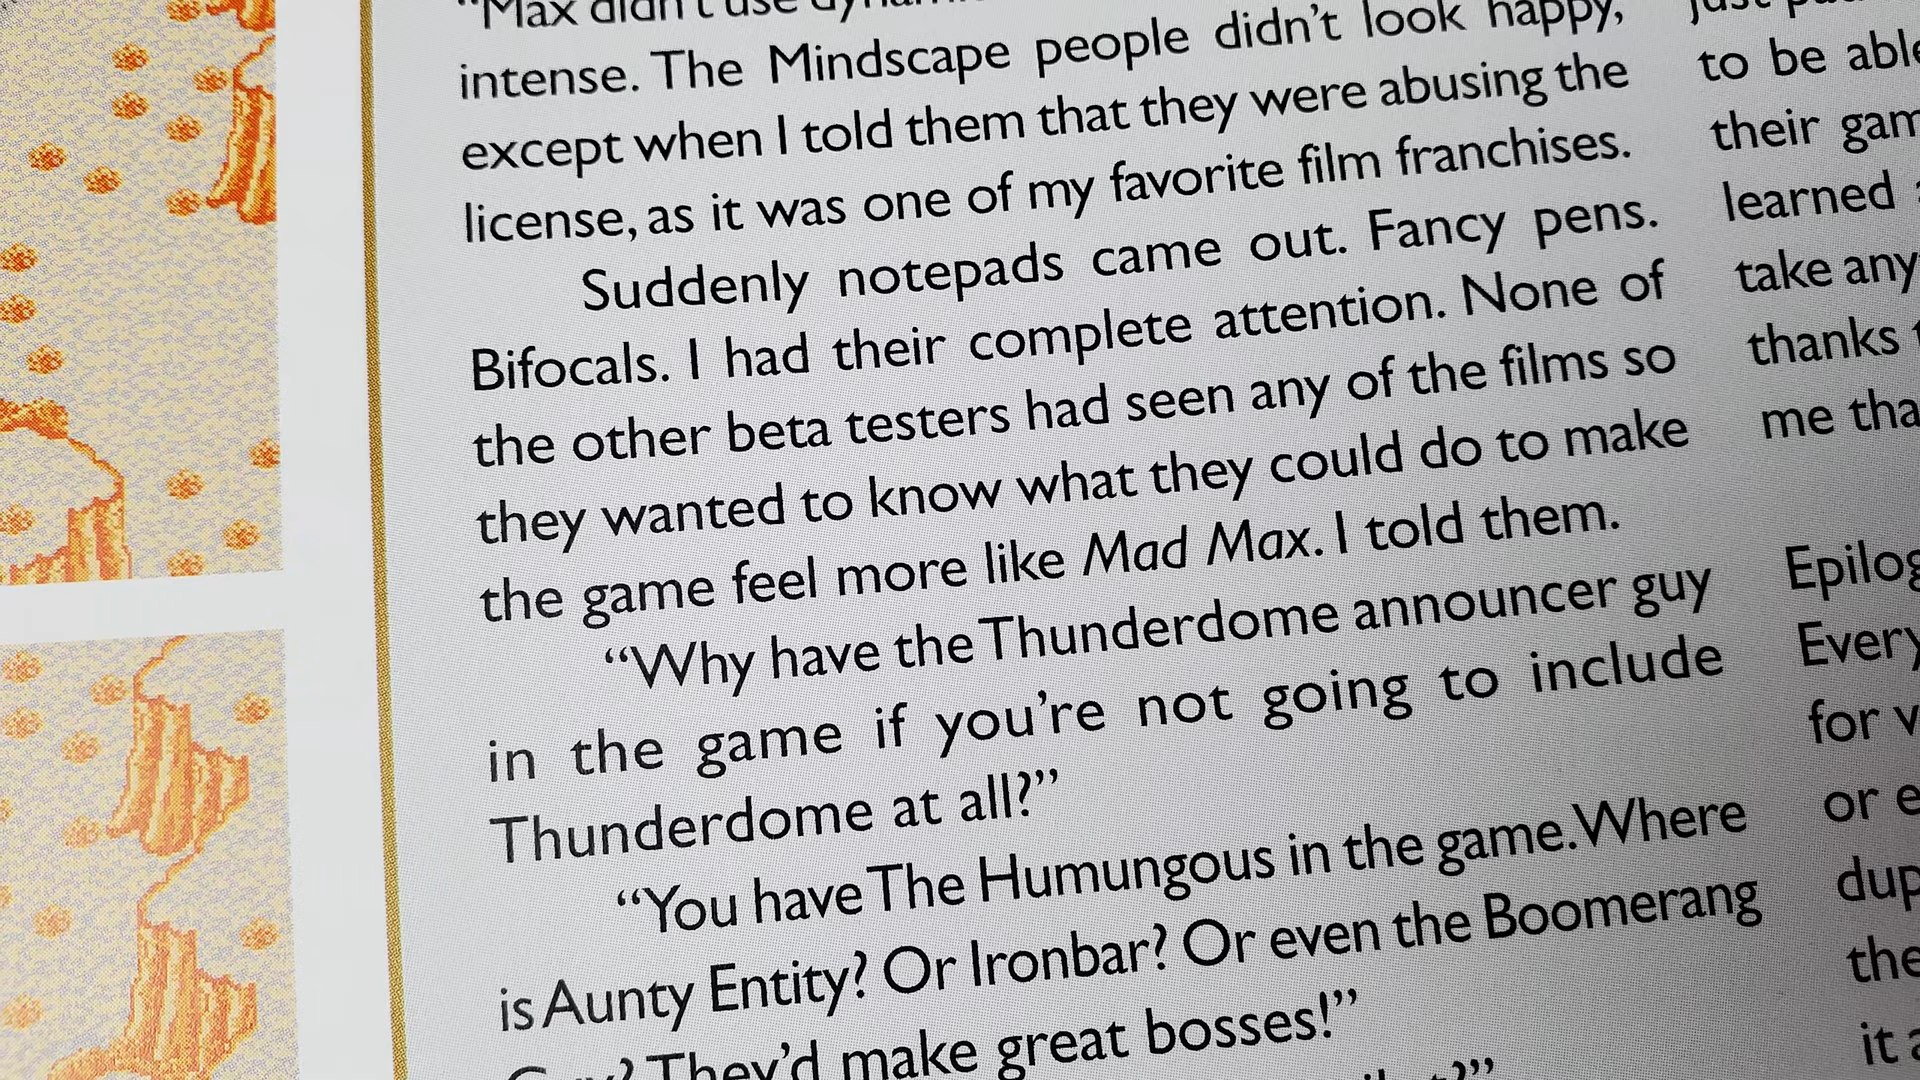 “Max didn’t use
intense. The Mindscape people didn’t look happy,
except when I told them that they were abusing the
license, as it was one of my favorite film franchises.
Suddenly notepads came out. Fancy pens.
Bifocals. I had their complete attention. None of
the other beta testers had seen any of the films so
they wanted to know what they could do to make
the game feel more like Mad Max. I told them.
“Why have the Thunderdome announcer guy
in the game if you’re not going to include
Thunderdome at all?”
“You have The Humungous in the game. Where
is Aunty Entity? Or Ironbar? Or even the Boomerang
They’d make great bosses!”
to be
their
learned
take
thanks
me
for
or
the
it